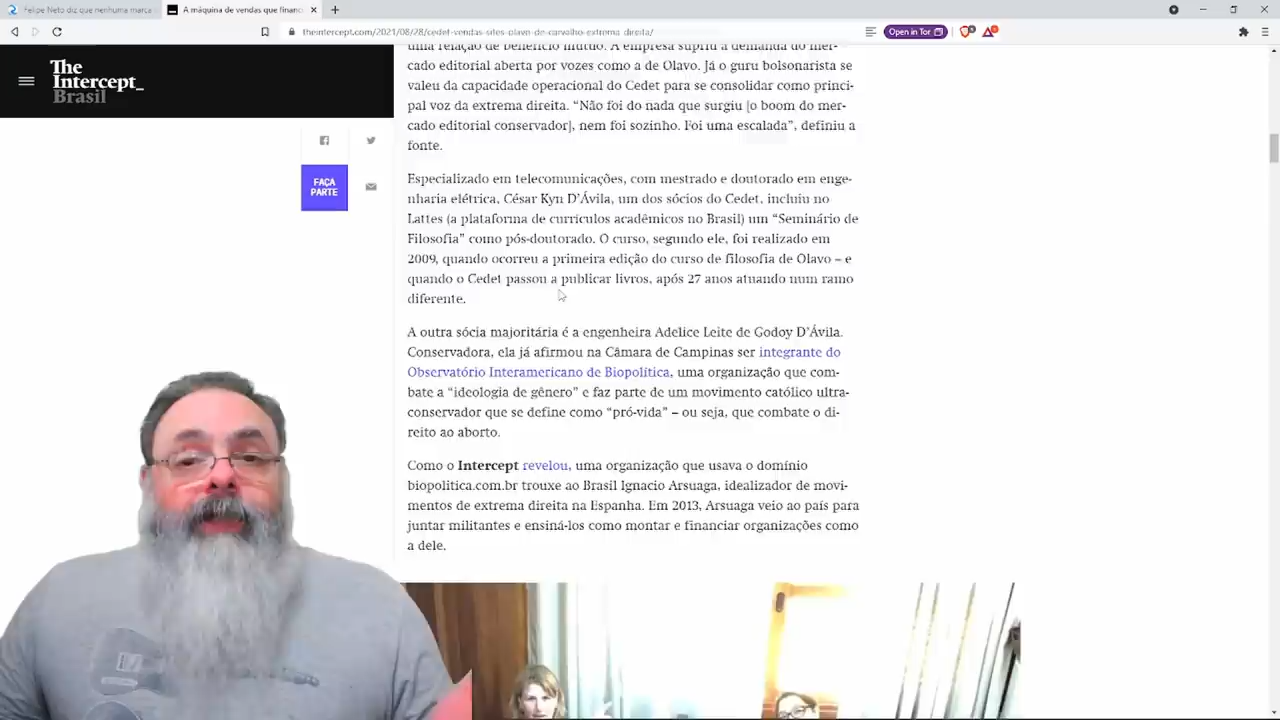 Felipe Neto diz que nenhuma marca
A máquina de vendas que financ
theintercept.com/2021/08/28/cedet-vendas-sites-olavo-de-carvalho-extrema-direita/
Open in Tor
The
Intercept_
Brasil
FAÇA
PARTE
uma relação de benefício mútuo. A empresa supriu a demanda do mer-
cado editorial aberta por vozes como a de Olavo. Já o guru bolsonarista se
valeu da capacidade operacional do Cedet para se consolidar como princi-
pal voz da extrema direita. “Não foi do nada que surgiu [o boom do mer-
cado editorial conservador], nem foi sozinho. Foi uma escalada”, definiu a
fonte.
Especializado em telecomunicações, com mestrado e doutorado em enge-
nharia elétrica, César Kyn D’Ávila, um dos sócios do Cedet, incluiu no
Lattes (a plataforma de currículos acadêmicos no Brasil) um “Seminário de
Filosofia” como pós-doutorado. O curso, segundo ele, foi realizado em
2009, quando ocorreu a primeira edição do curso de filosofia de Olavo – e
quando o Cedet passou a publicar livros, após 27 anos atuando num ramo
diferente.
A outra sócia majoritária é a engenheira Adelice Leite de Godoy D’Ávila.
Conservadora, ela já afirmou na Câmara de Campinas ser integrante do
Observatório Interamericano de Biopolítica, uma organização que com-
bate a “ideologia de gênero” e faz parte de um movimento católico ultra-
conservador que se define como “pró-vida” – ou seja, que combate o di-
reito ao aborto.
Como o Intercept revelou, uma organização que usava o domínio
biopolitica.com.br trouxe ao Brasil Ignacio Arsuaga, idealizador de movi-
mentos de extrema direita na Espanha. Em 2013, Arsuaga veio ao país para
juntar militantes e ensiná-los como montar e financiar organizações como
a dele.